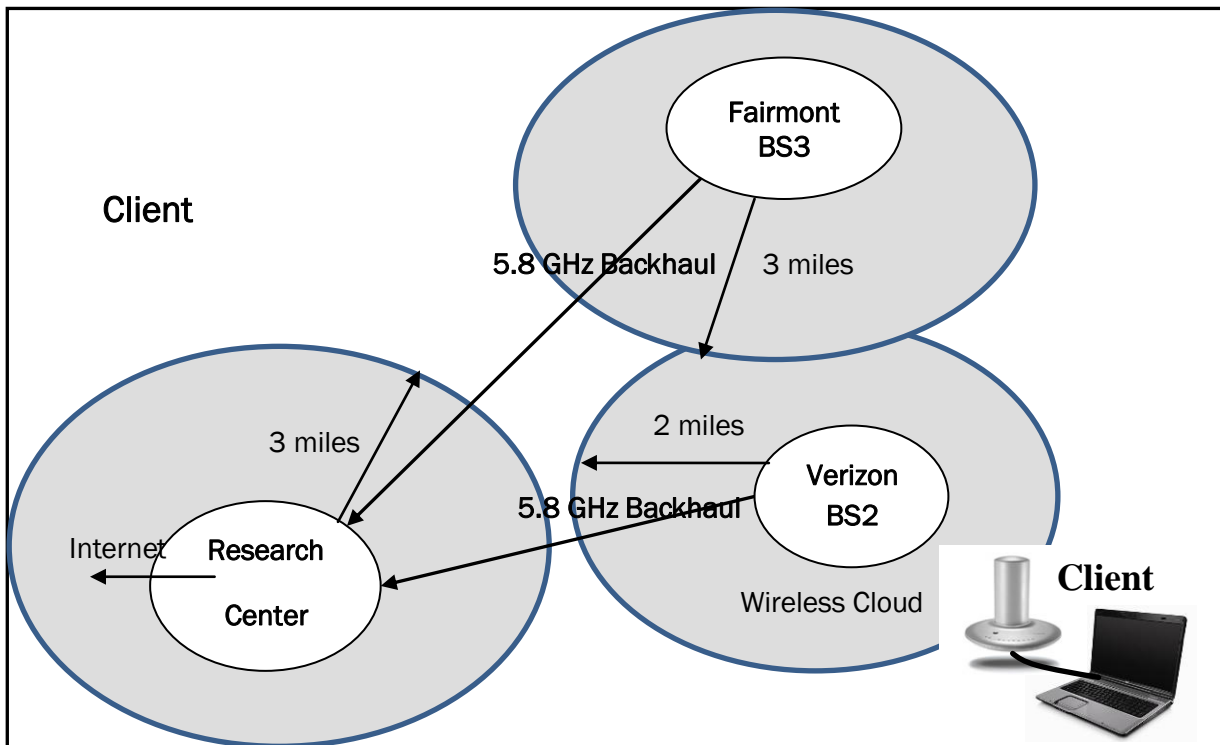 Fairmont
BS3
Client
5.8 GHz Backhaul
3 miles
3 miles
2 miles
Verizon
BS2
5.8 GHz Backhaul
Internet
Research
Center
Wireless Cloud
Client